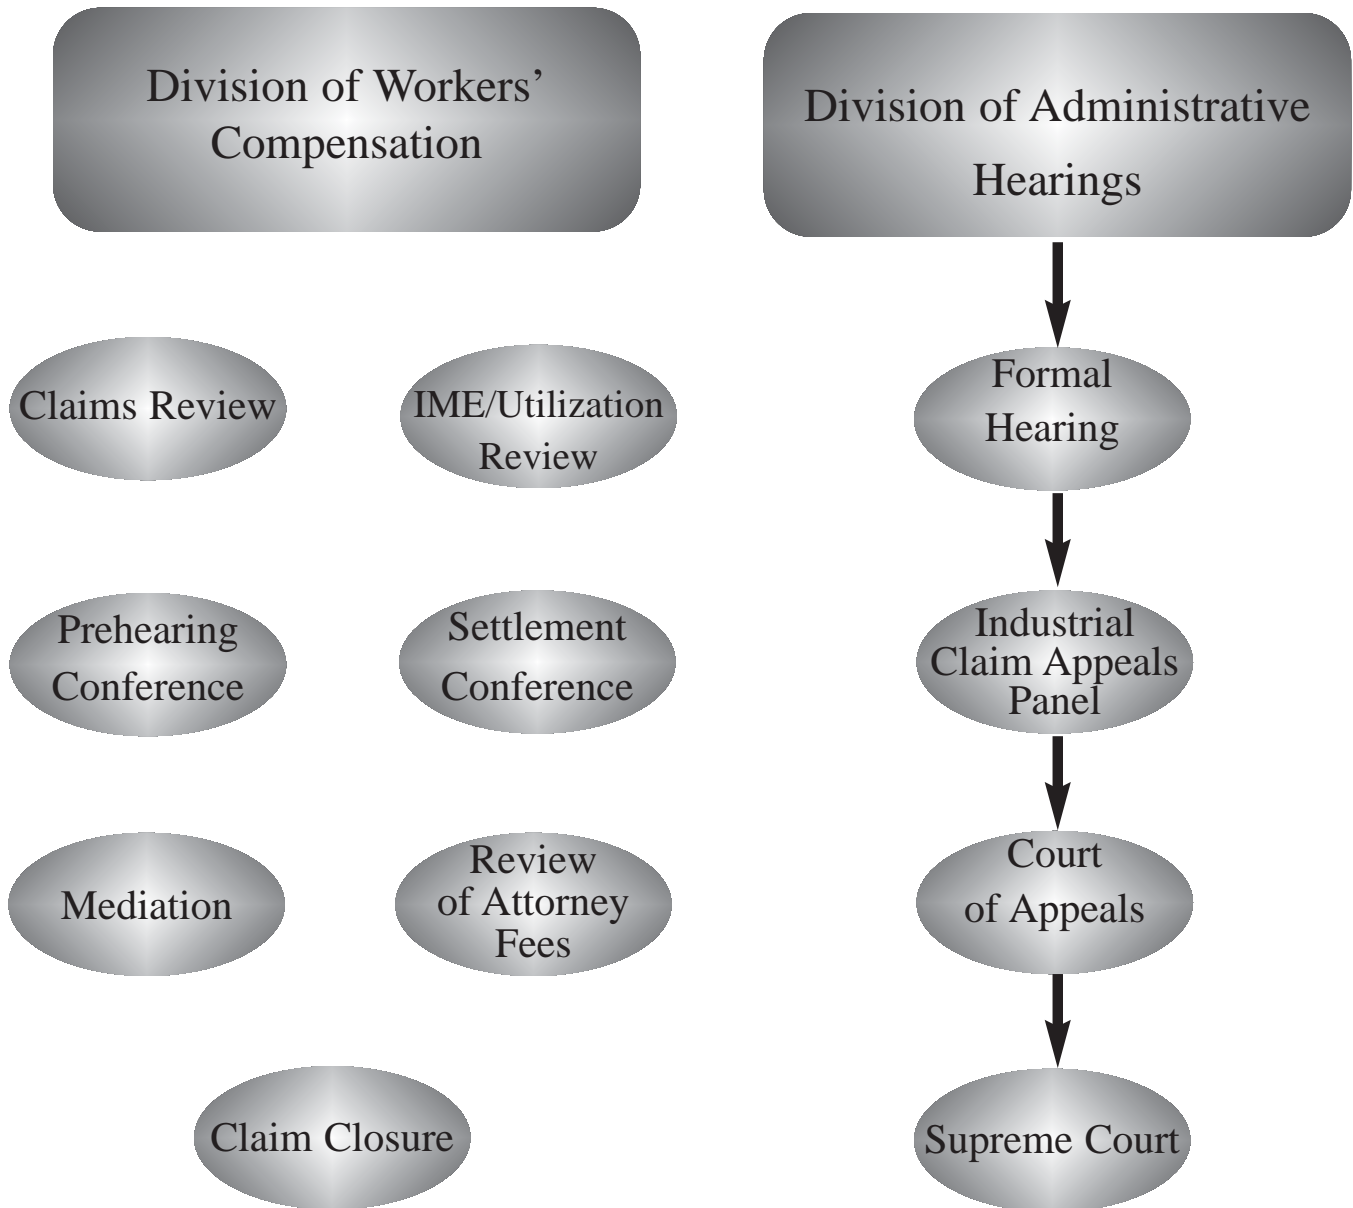 Division of Workers’
Compensation
Division of Administrative
Hearings
Claims Review
IME/Utilization
Review
Formal
Hearing
Prehearing
Conference
Settlement
Conference
Industrial
Claim Appeals
Panel
Mediation
Review
of Attorney
Fees
Court
of Appeals
Claim Closure
Supreme Court